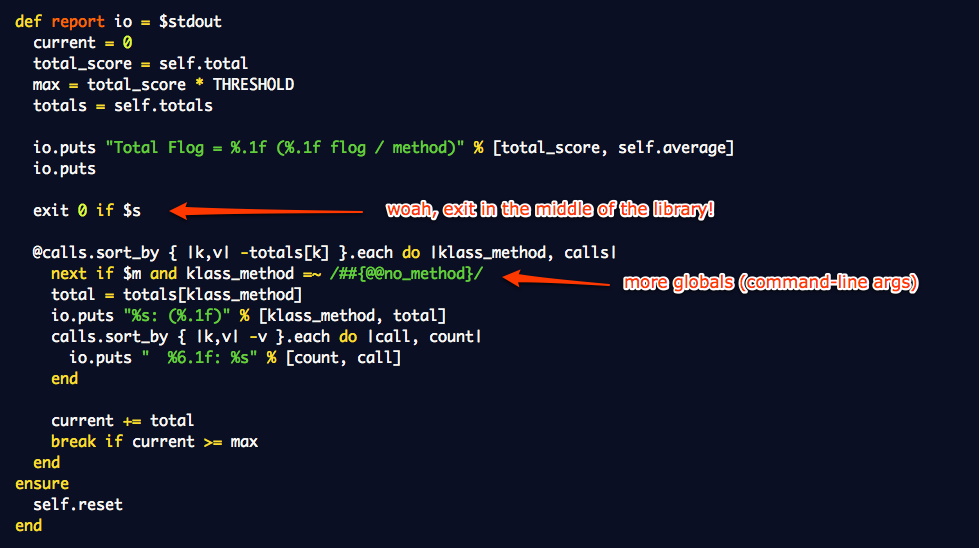 def report io = $stdout
  current = 0
  total_score = self.total
  max = total_score * THRESHOLD
  totals = self.totals

  io.puts "Total Flog = %.1f (%.1f flog / method)" % [total_score, self.average]
  io.puts

  exit 0 if $s
woah, exit in the middle of the library!

  @calls.sort_by { |k,v| -totals[k] }.each do |klass_method, calls|
    next if $m and klass_method =~ /##{@@no_method}/
more globals (command-line args)
    total = totals[klass_method]
    io.puts "%s: (%.1f)" % [klass_method, total]
    calls.sort_by { |k,v| -v }.each do |call, count|
      io.puts "  %6.1f: %s" % [count, call]
    end

    current += total
    break if current >= max
  end
ensure
  self.reset
end